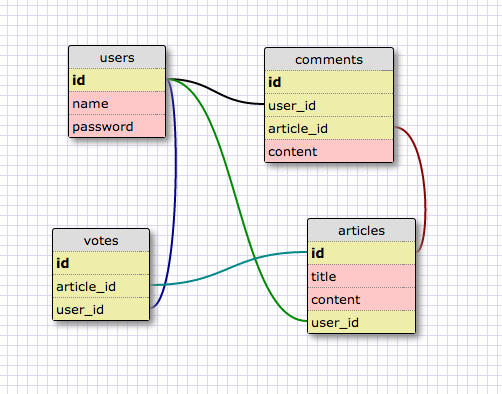 users
id
name
password
comments
id
user_id
article_id
content
votes
id
article_id
user_id
articles
id
title
content
user_id